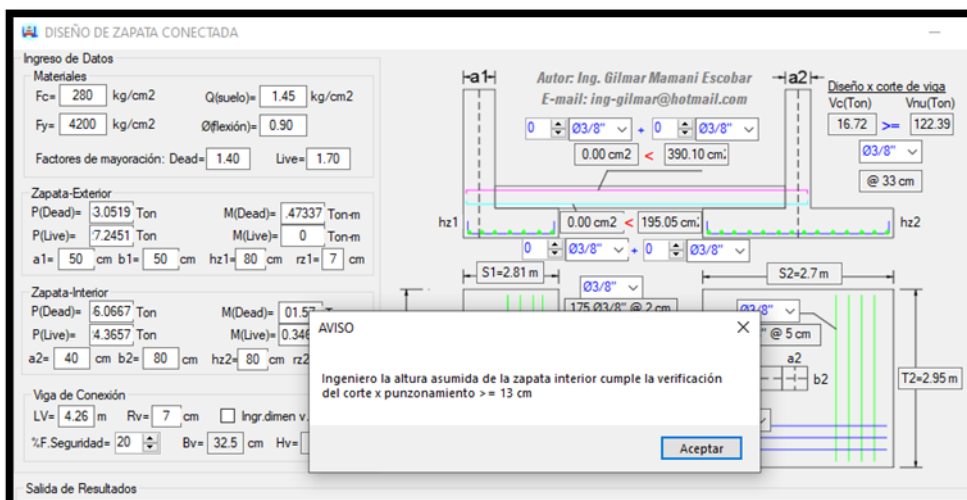 DISEÑO DE ZAPATA CONECTADA
Ingreso de Datos
Materiales
Fc= 280 kg/cm2 Q(suelo)= 1.45 kg/cm2
Fy= 4200 kg/cm2 Ø(flexión)= 0.90
Factores de mayoración: Dead= 1.40 Live= 1.70
Zapata-Exterior
P(Dead)= 3.0519 Ton M(Dead)= .47337 Ton-m
P(Live)= 7.2451 Ton M(Live)= 0 Ton-m
a1= 50 cm b1= 50 cm hz1= 80 cm rz1= 7 cm
Zapata-Interior
P(Dead)= 6.0667 Ton M(Dead)= 01.57
P(Live)= 4.3657 Ton M(Live)= 0.346
a2= 40 cm b2= 80 cm hz2= 80 cm rz2
Viga de Conexión
LV= 4.26 m Rv= 7 cm Ingr.dimen v.
%F.Seguridad= 20 Bv= 32.5 cm Hv=
Salida de Resultados
a1 Autor: Ing. Gilmar Mamani Escobar a2
E-mail: ing-gilmar@hotmail.com
Diseño x corte de viga
Vc(Ton) Vnu(Ton)
16.72 >= 122.39
Ø3/8"
@ 33 cm
0 Ø3/8" + 0 Ø3/8"
0.00 cm2 < 390.10 cm2
hz1 0.00 cm2 < 195.05 cm2 hz2
0 Ø3/8" + 0 Ø3/8"
S1=2.81 m S2=2.7 m
Ø3/8"
175 Ø3/8" @ 2 cm
Ø3/8"
" @ 5 cm
a2
b2
T2=2.95 m
AVISO
Ingeniero la altura asumida de la zapata interior cumple la verificación
del corte x punzonamiento >= 13 cm
Aceptar